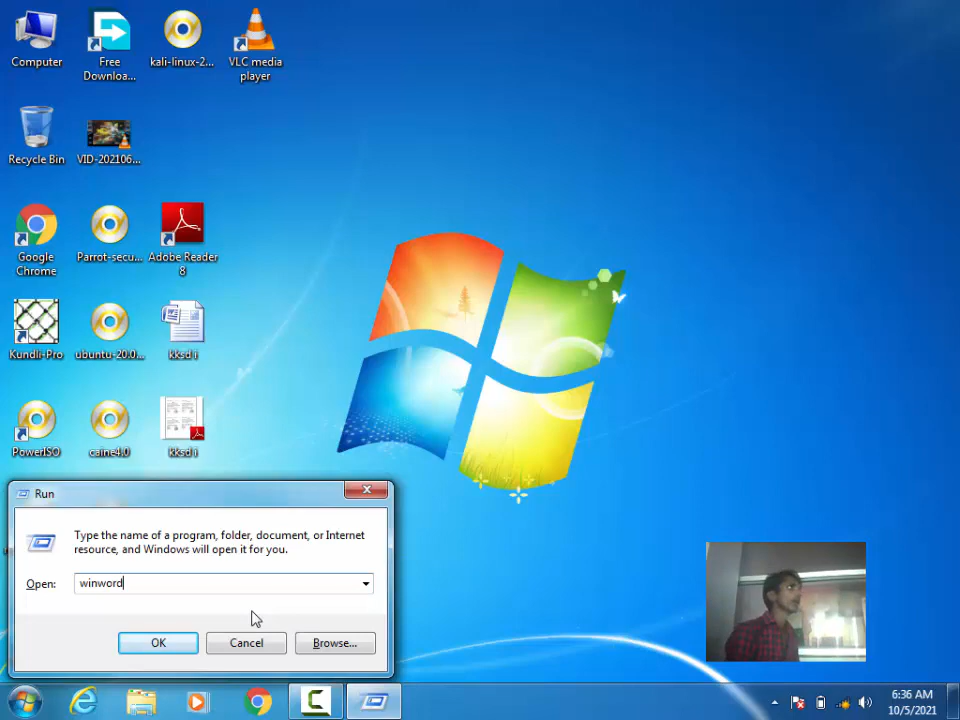 Computer
Free
Downloa...
kali-linux-2...
VLC media
player
Recycle Bin
VID-202106...
Google
Chrome
Parrot-secu...
Adobe Reader
8
Kundli-Pro
ubuntu-20.0...
kksd i
PowerISO
caine4.0
kksd i
Run
Type the name of a program, folder, document, or Internet
resource, and Windows will open it for you.
Open:
winword
OK
Cancel
Browse...
6:36 AM
10/5/2021